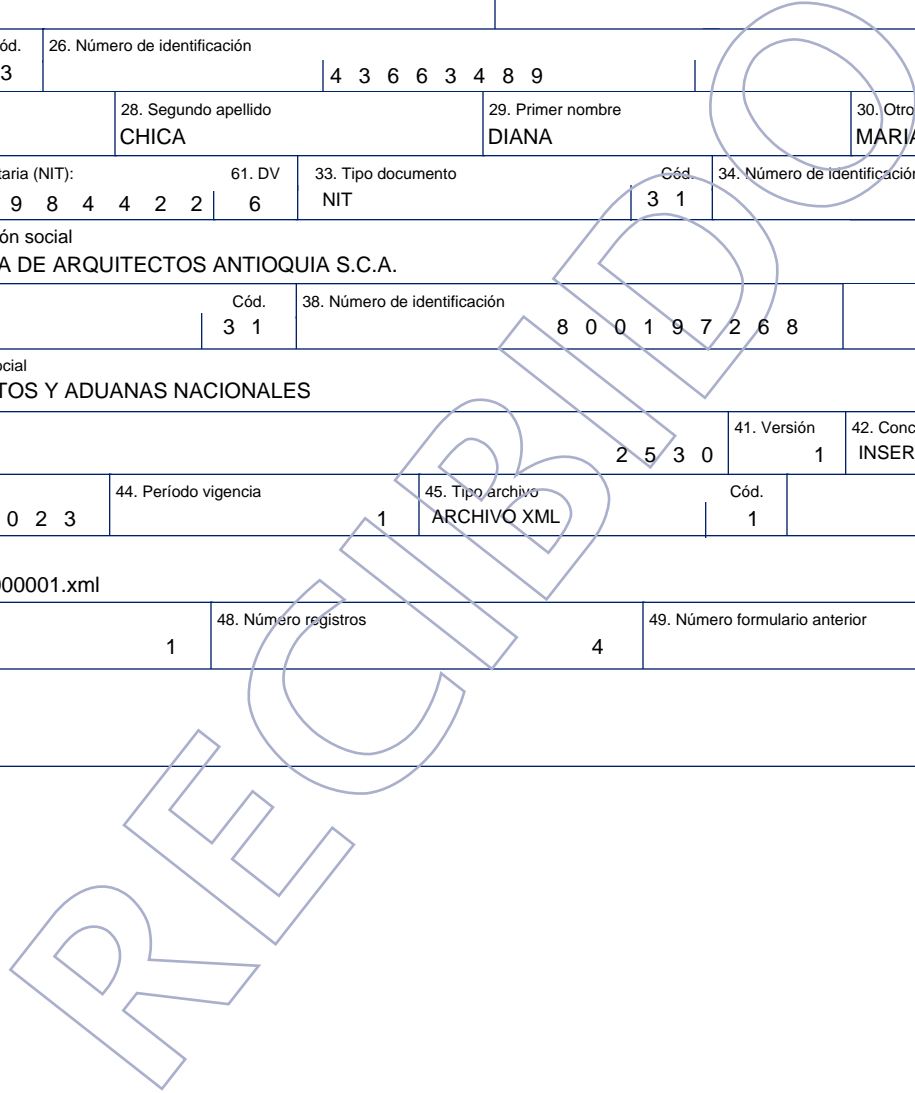 ód. 26. Número de identificación
3 4 3 6 6 3 4 8 9
28. Segundo apellido 29. Primer nombre 30. Otro
CHICA DIANA MARIA
taria (NIT): 61. DV 33. Tipo documento Cód. 34. Número de identificación
9 8 4 4 2 2 6 NIT 3 1
ón social
A DE ARQUITECTOS ANTIOQUIA S.C.A.
Cód. 38. Número de identificación
3 1 8 0 0 1 9 7 2 6 8
ocial
TOS Y ADUANAS NACIONALES
41. Versión 42. Conc
2 5 3 0 1 INSER
44. Período vigencia 45. Tipo archivo Cód.
0 2 3 1 ARCHIVO XML 1
000001.xml
48. Número registros 49. Número formulario anterior
1 4
RECIBIDO